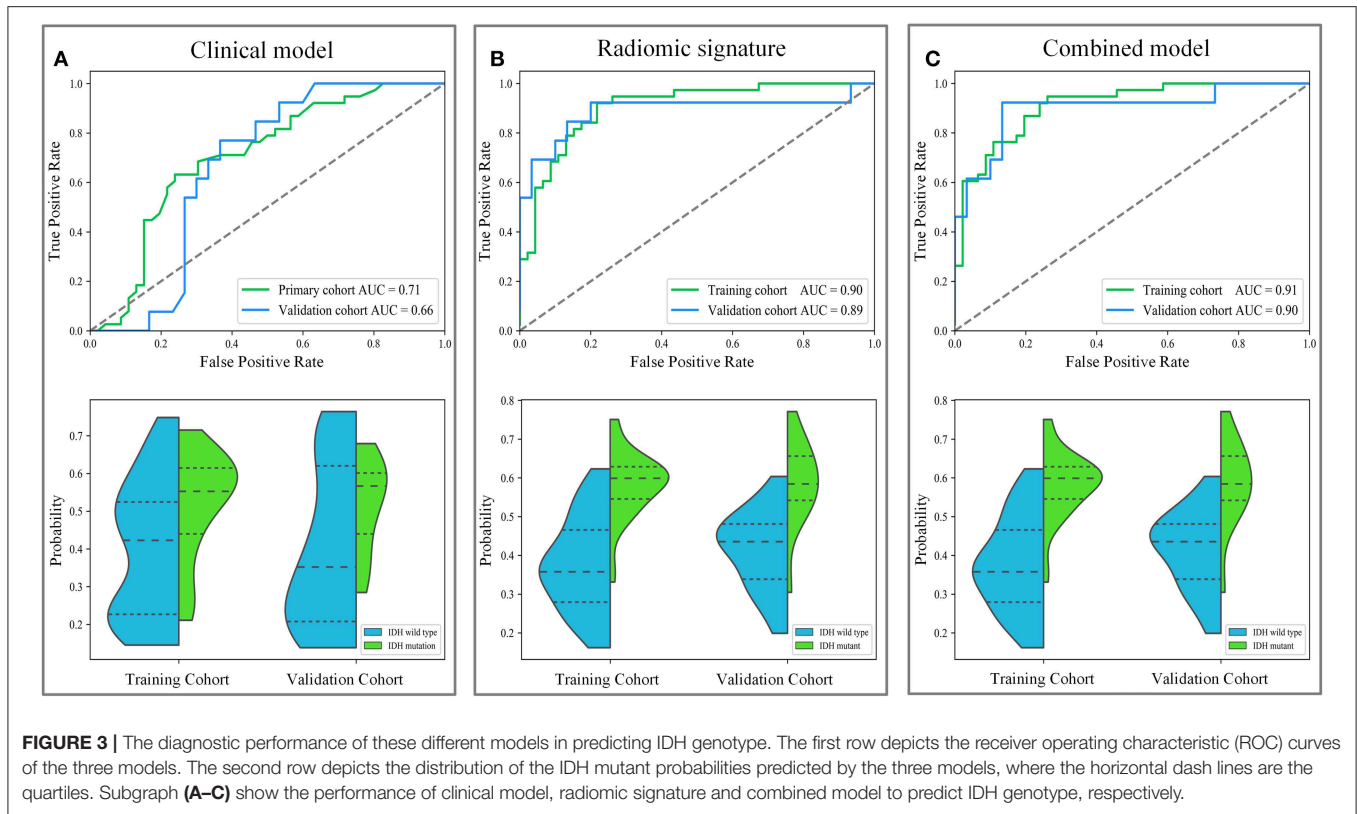 A
Clinical model
True Positive Rate
1.0
0.8
0.6
0.4
0.2
0.0
Primary cohort AUC = 0.71
Validation cohort AUC = 0.66
0.0 0.2 0.4 0.6 0.8 1.0
False Positive Rate
Probability
0.7
0.6
0.5
0.4
0.3
0.2
IDH wild type
IDH mutation
Training Cohort Validation Cohort
B
Radiomic signature
True Positive Rate
1.0
0.8
0.6
0.4
0.2
0.0
Training cohort AUC = 0.90
Validation cohort AUC = 0.89
0.0 0.2 0.4 0.6 0.8 1.0
False Positive Rate
Probability
0.8
0.7
0.6
0.5
0.4
0.3
0.2
IDH wild type
IDH mutant
Training Cohort Validation Cohort
C
Combined model
True Positive Rate
1.0
0.8
0.6
0.4
0.2
0.0
Training cohort AUC = 0.91
Validation cohort AUC = 0.90
0.0 0.2 0.4 0.6 0.8 1.0
False Positive Rate
Probability
0.8
0.7
0.6
0.5
0.4
0.3
0.2
IDH wild type
IDH mutant
Training Cohort Validation Cohort
FIGURE 3 | The diagnostic performance of these different models in predicting IDH genotype. The first row depicts the receiver operating characteristic (ROC) curves
of the three models. The second row depicts the distribution of the IDH mutant probabilities predicted by the three models, where the horizontal dash lines are the
quartiles. Subgraph (A–C) show the performance of clinical model, radiomic signature and combined model to predict IDH genotype, respectively.